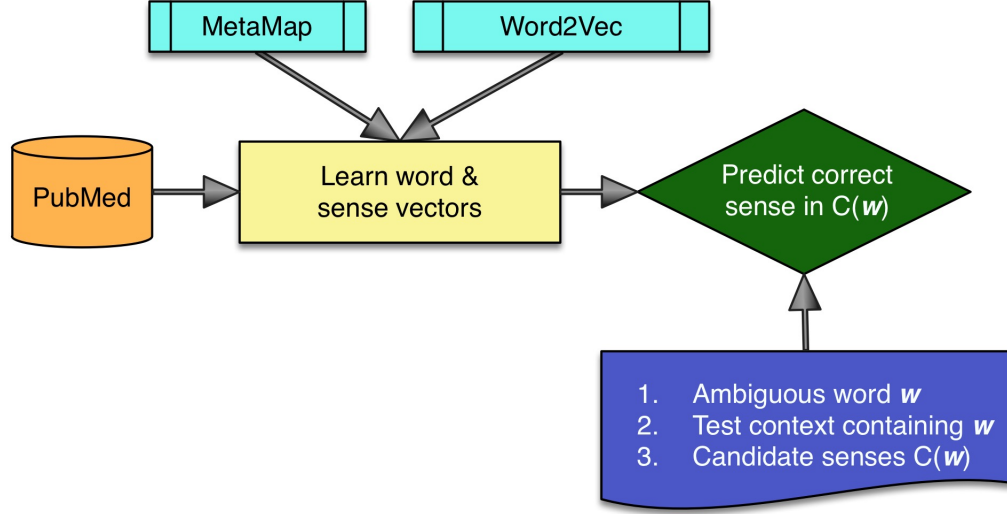 MetaMap
Word2Vec
PubMed
Learn word &
sense vectors
Predict correct
sense in C(w)
1. Ambiguous word w
2. Test context containing w
3. Candidate senses C(w)